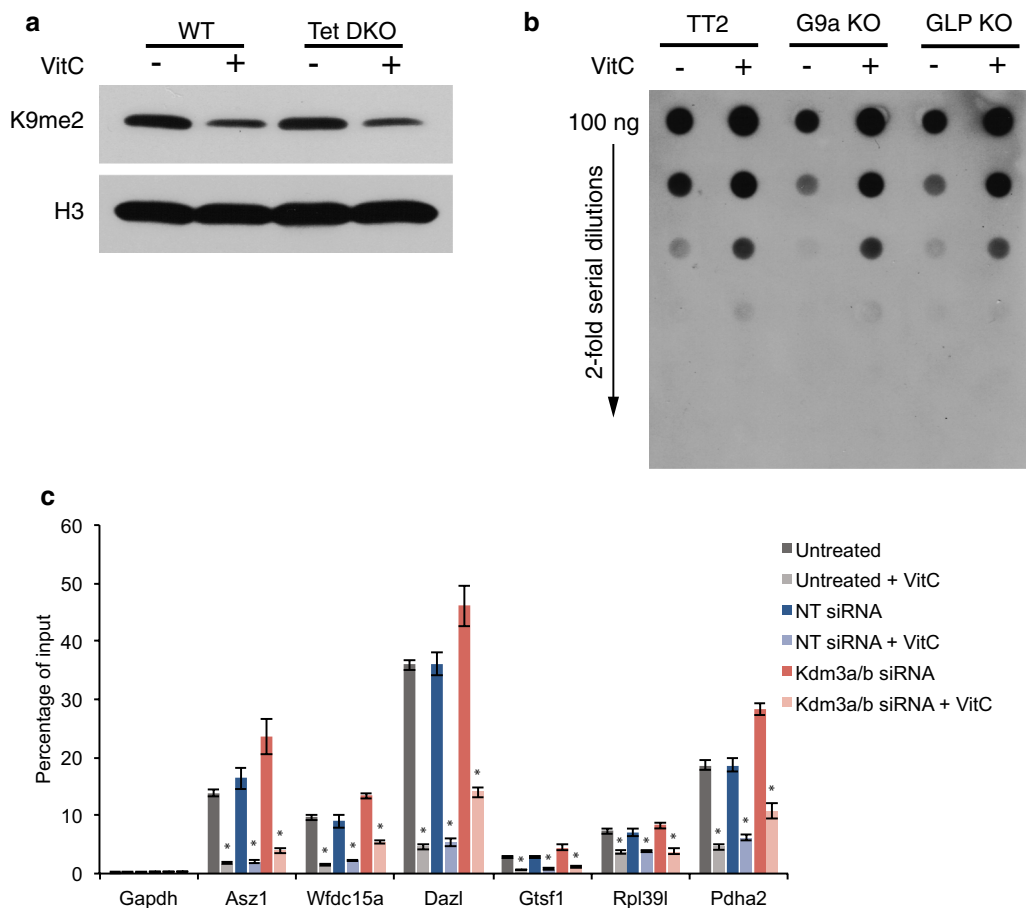 a
WT Tet DKO
VitC - + - +
K9me2
H3
b
TT2 G9a KO GLP KO
VitC - + - + - +
100 ng
2-fold serial dilutions
c
Percentage of input
60
50
40
30
20
10
0
Untreated
Untreated + VitC
NT siRNA
NT siRNA + VitC
Kdm3a/b siRNA
Kdm3a/b siRNA + VitC
* * * * * * * * * * * * * * * * * *
Gapdh Asz1 Wfdc15a Dazl Gtsf1 Rpl39l Pdha2